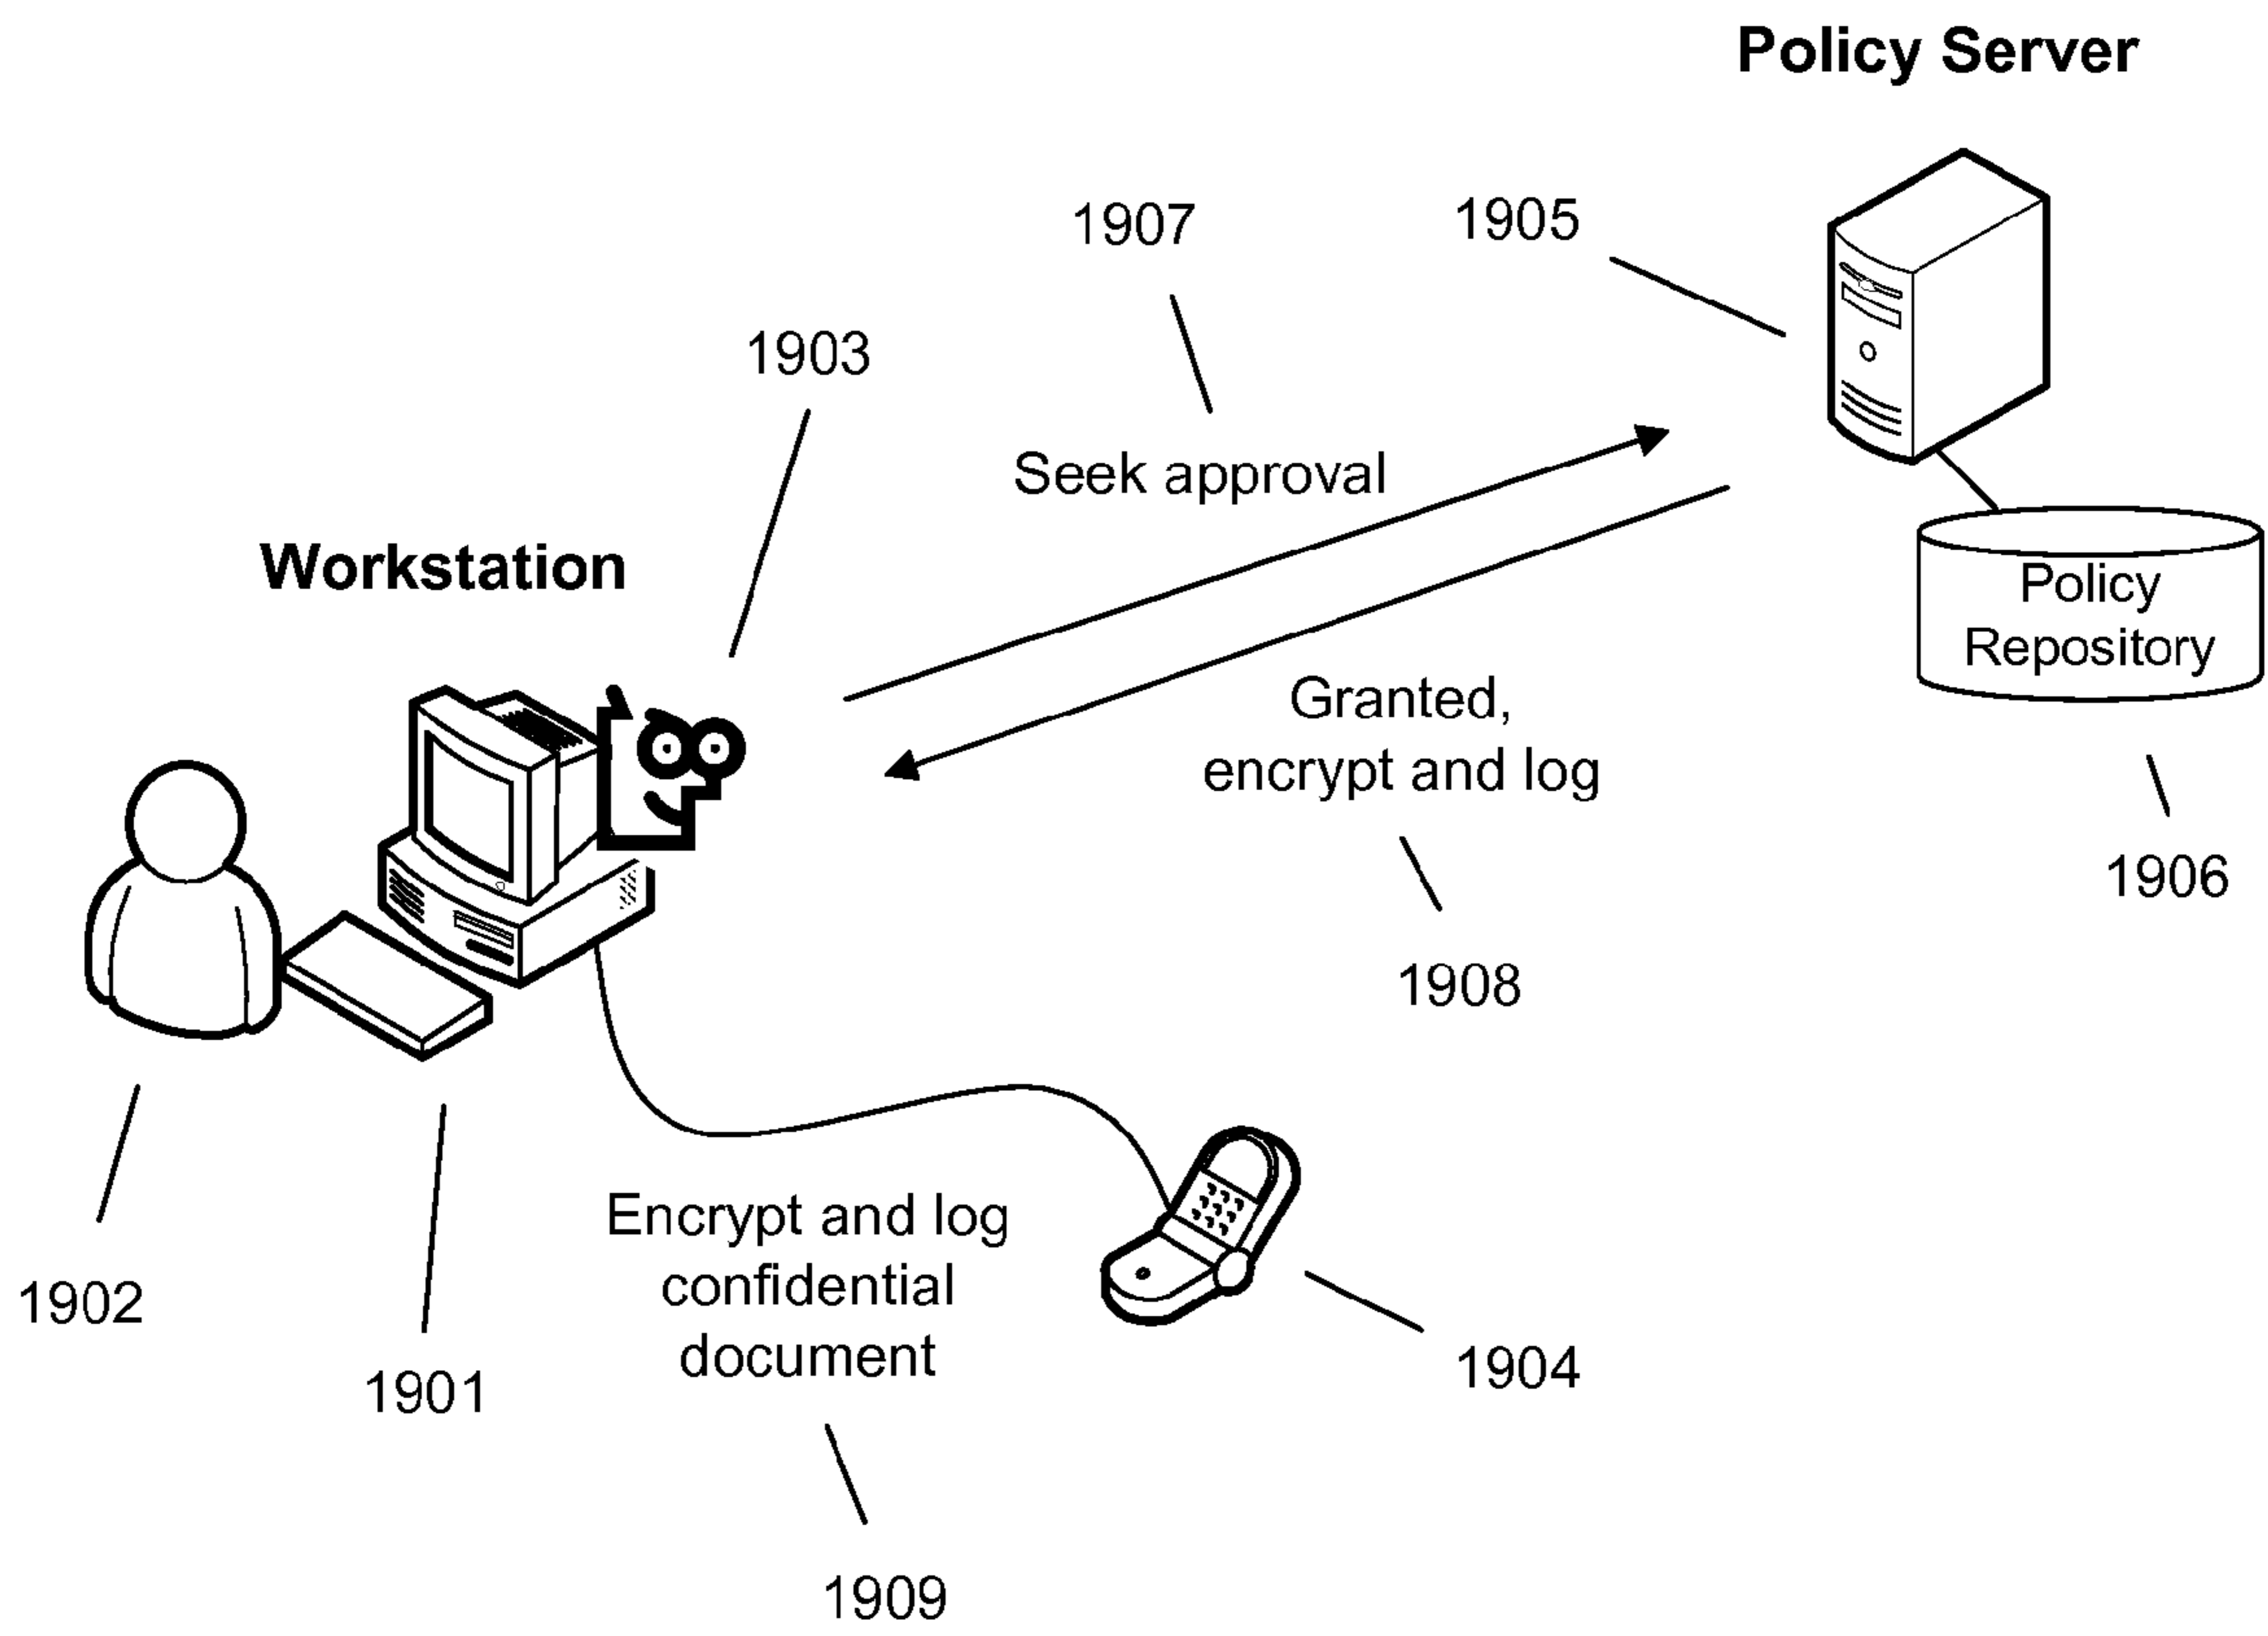 Policy Server
1907
1905
1903
Seek approval
Workstation
Policy
Repository
Granted,
encrypt and log
1906
1908
Encrypt and log
confidential
document
1902
1901
1904
1909